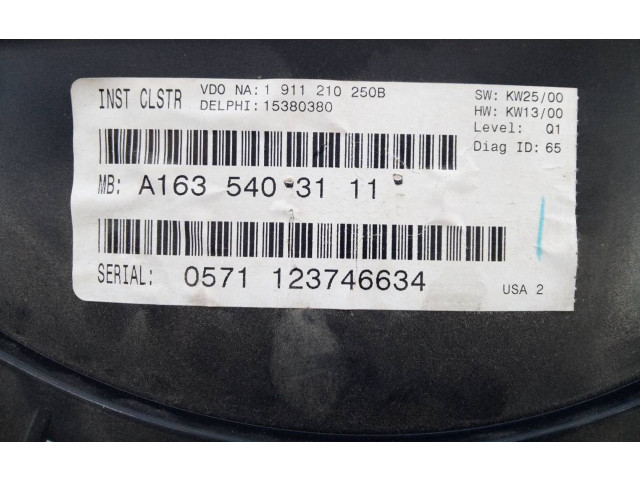 INST CLSTR VDO NA: 1 911 210 250B
DELPHI: 15380380
SW: KW25/00
HW: KW13/00
Level: Q1
Diag ID: 65
MB: A163 540 31 11
SERIAL: 0571 123746634
USA 2